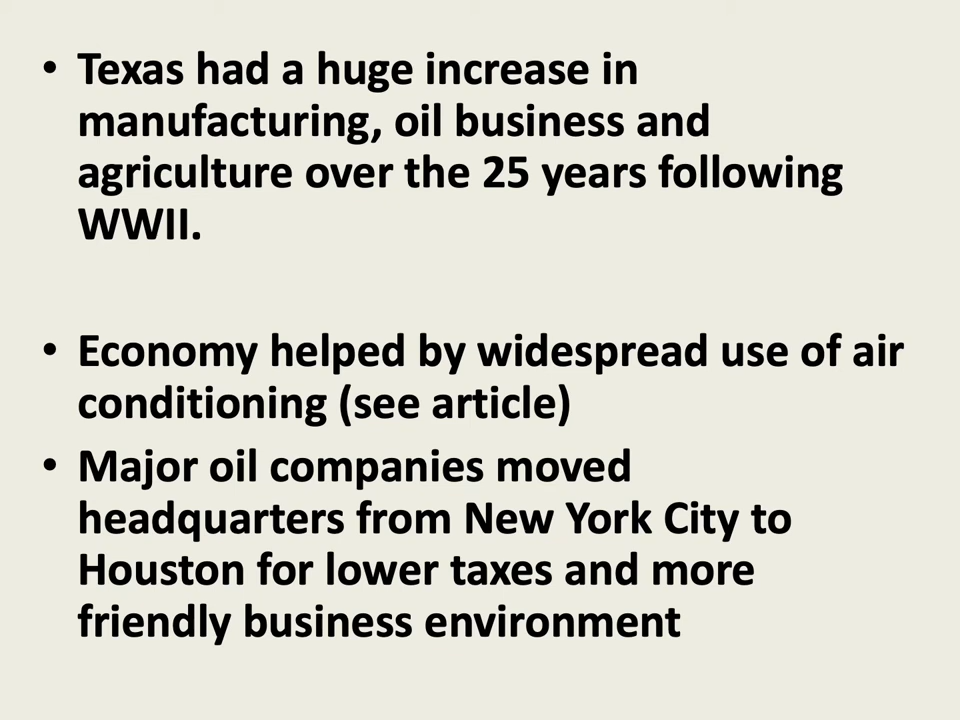 • Texas had a huge increase in
manufacturing, oil business and
agriculture over the 25 years following
WWII.
• Economy helped by widespread use of air
conditioning (see article)
• Major oil companies moved
headquarters from New York City to
Houston for lower taxes and more
friendly business environment